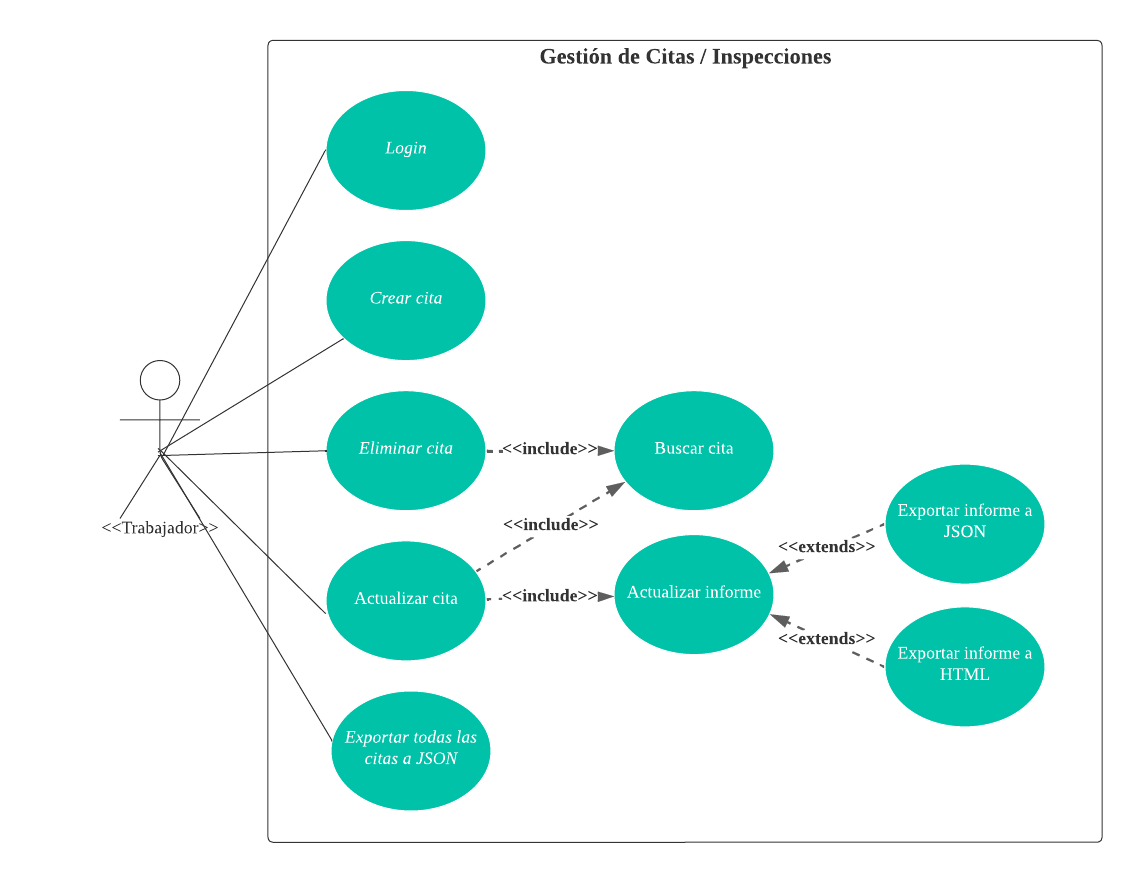 Gestión de Citas / Inspecciones
Login
Crear cita
Eliminar cita
<<include>>
Buscar cita
<<Trabajador>>
<<include>>
Exportar informe a
JSON
<<extends>>
Actualizar cita
<<include>>
Actualizar informe
<<extends>>
Exportar informe a
HTML
Exportar todas las
citas a JSON